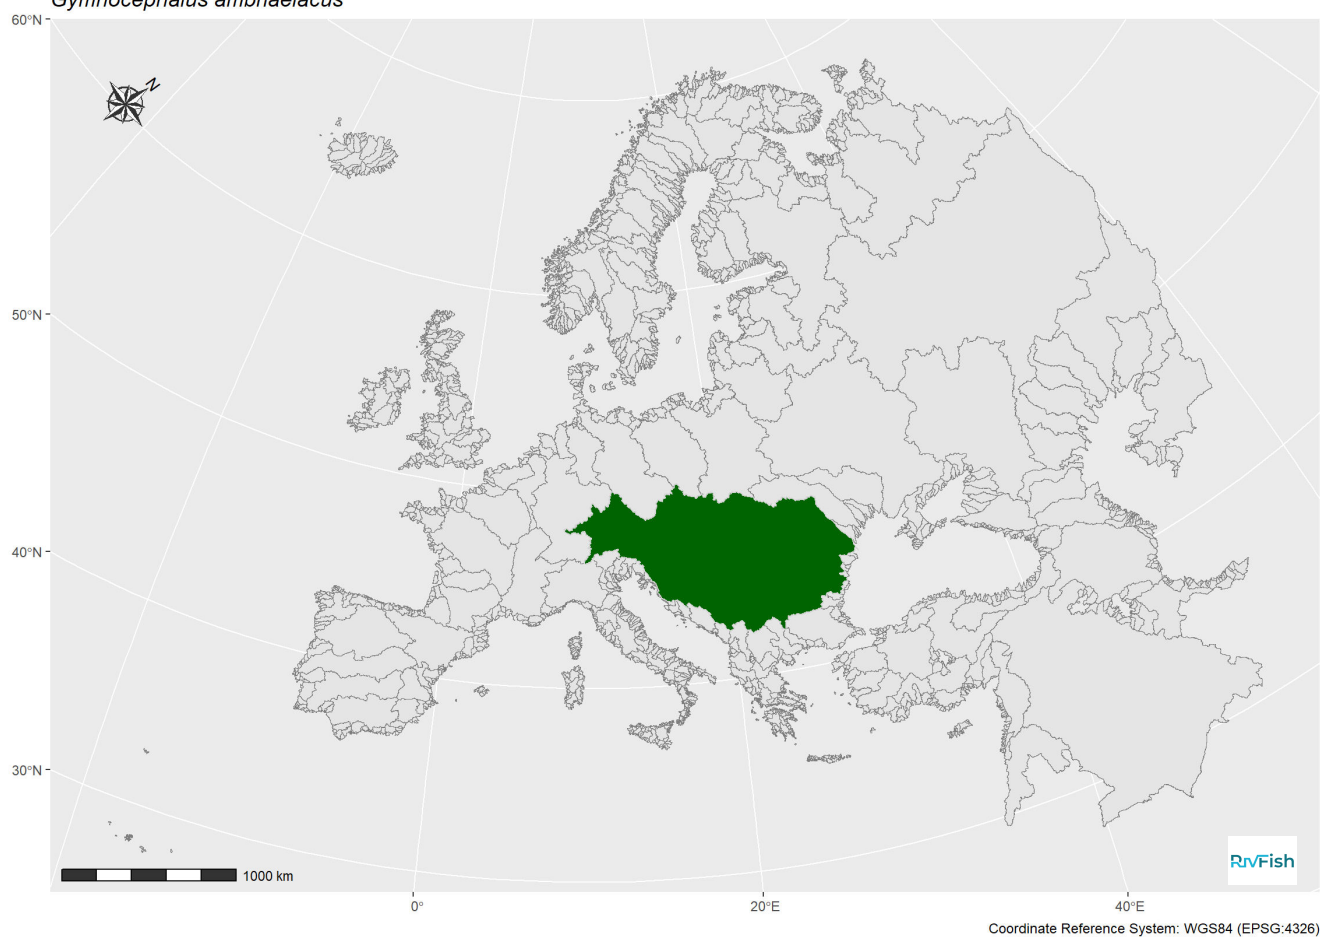 Gymnocephalus ambriaelacus
60°N
N
50°N
40°N
30°N
1000 km
RivFish
0°
20°E
40°E
Coordinate Reference System: WGS84 (EPSG:4326)